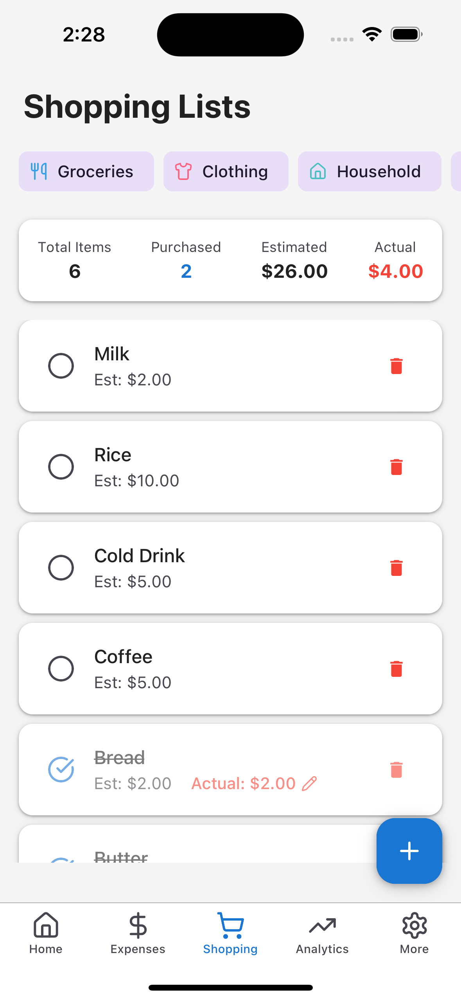 2:28
Shopping Lists
Groceries
Clothing
Household
Total Items
Purchased
Estimated
Actual
6
2
$26.00
$4.00
Milk
Est: $2.00
Rice
Est: $10.00
Cold Drink
Est: $5.00
Coffee
Est: $5.00
Bread
Est: $2.00 Actual: $2.00
Butter
Home
Expenses
Shopping
Analytics
More